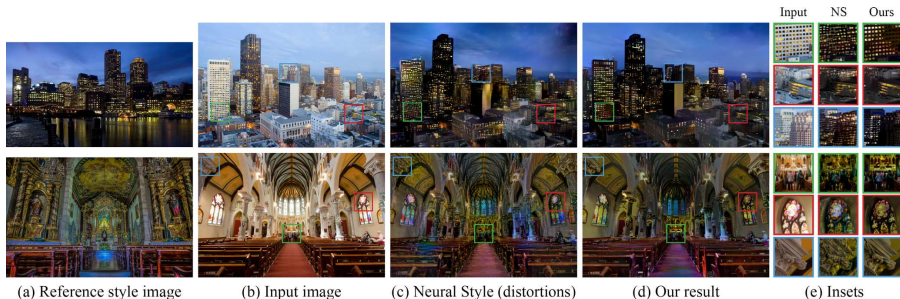 Input NS Ours
(a) Reference style image (b) Input image (c) Neural Style (distortions) (d) Our result (e) Insets